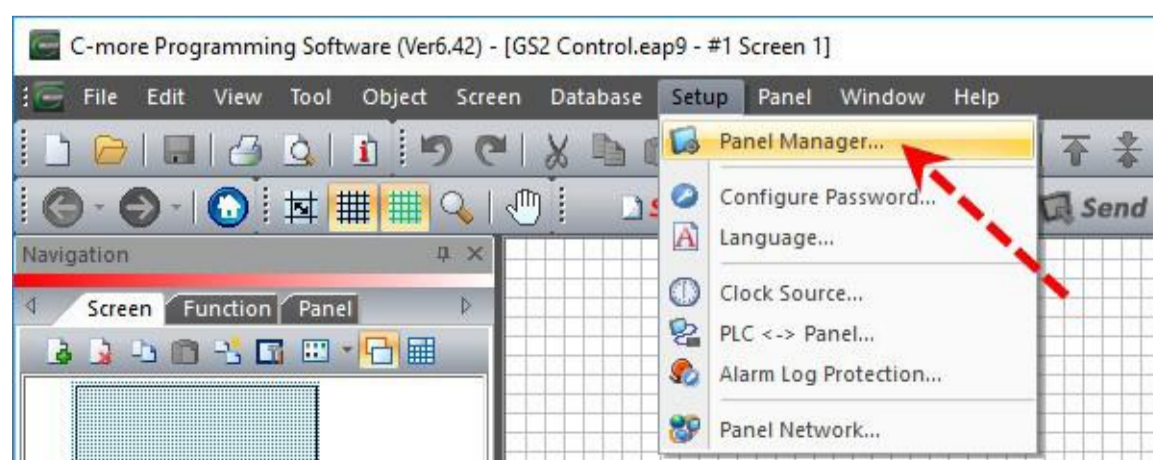 C-more Programming Software (Ver6.42) - [GS2 Control.eap9 - #1 Screen 1]
File Edit View Tool Object Screen Database Setup Panel Window Help
Panel Manager...
Configure Password...
Send
Language...
Navigation
Clock Source...
Screen Function Panel
PLC <-> Panel...
Alarm Log Protection...
Panel Network...